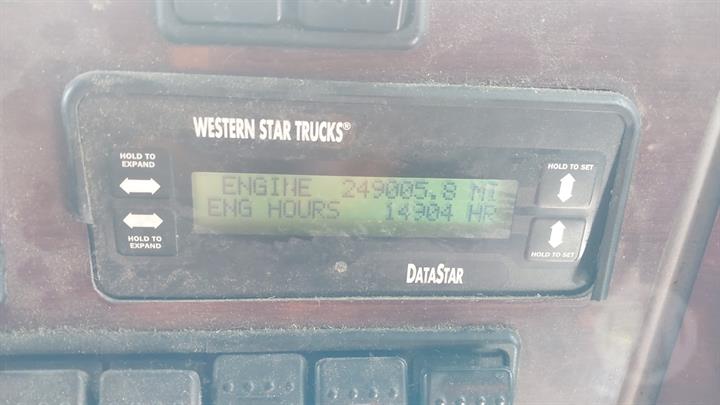 WESTERN STAR TRUCKS®
HOLD TO
EXPAND
HOLD TO SET
ENGINE 249005.8 MI
ENG HOURS 14904 HR
HOLD TO
EXPAND
HOLD TO SET
DATASTAR